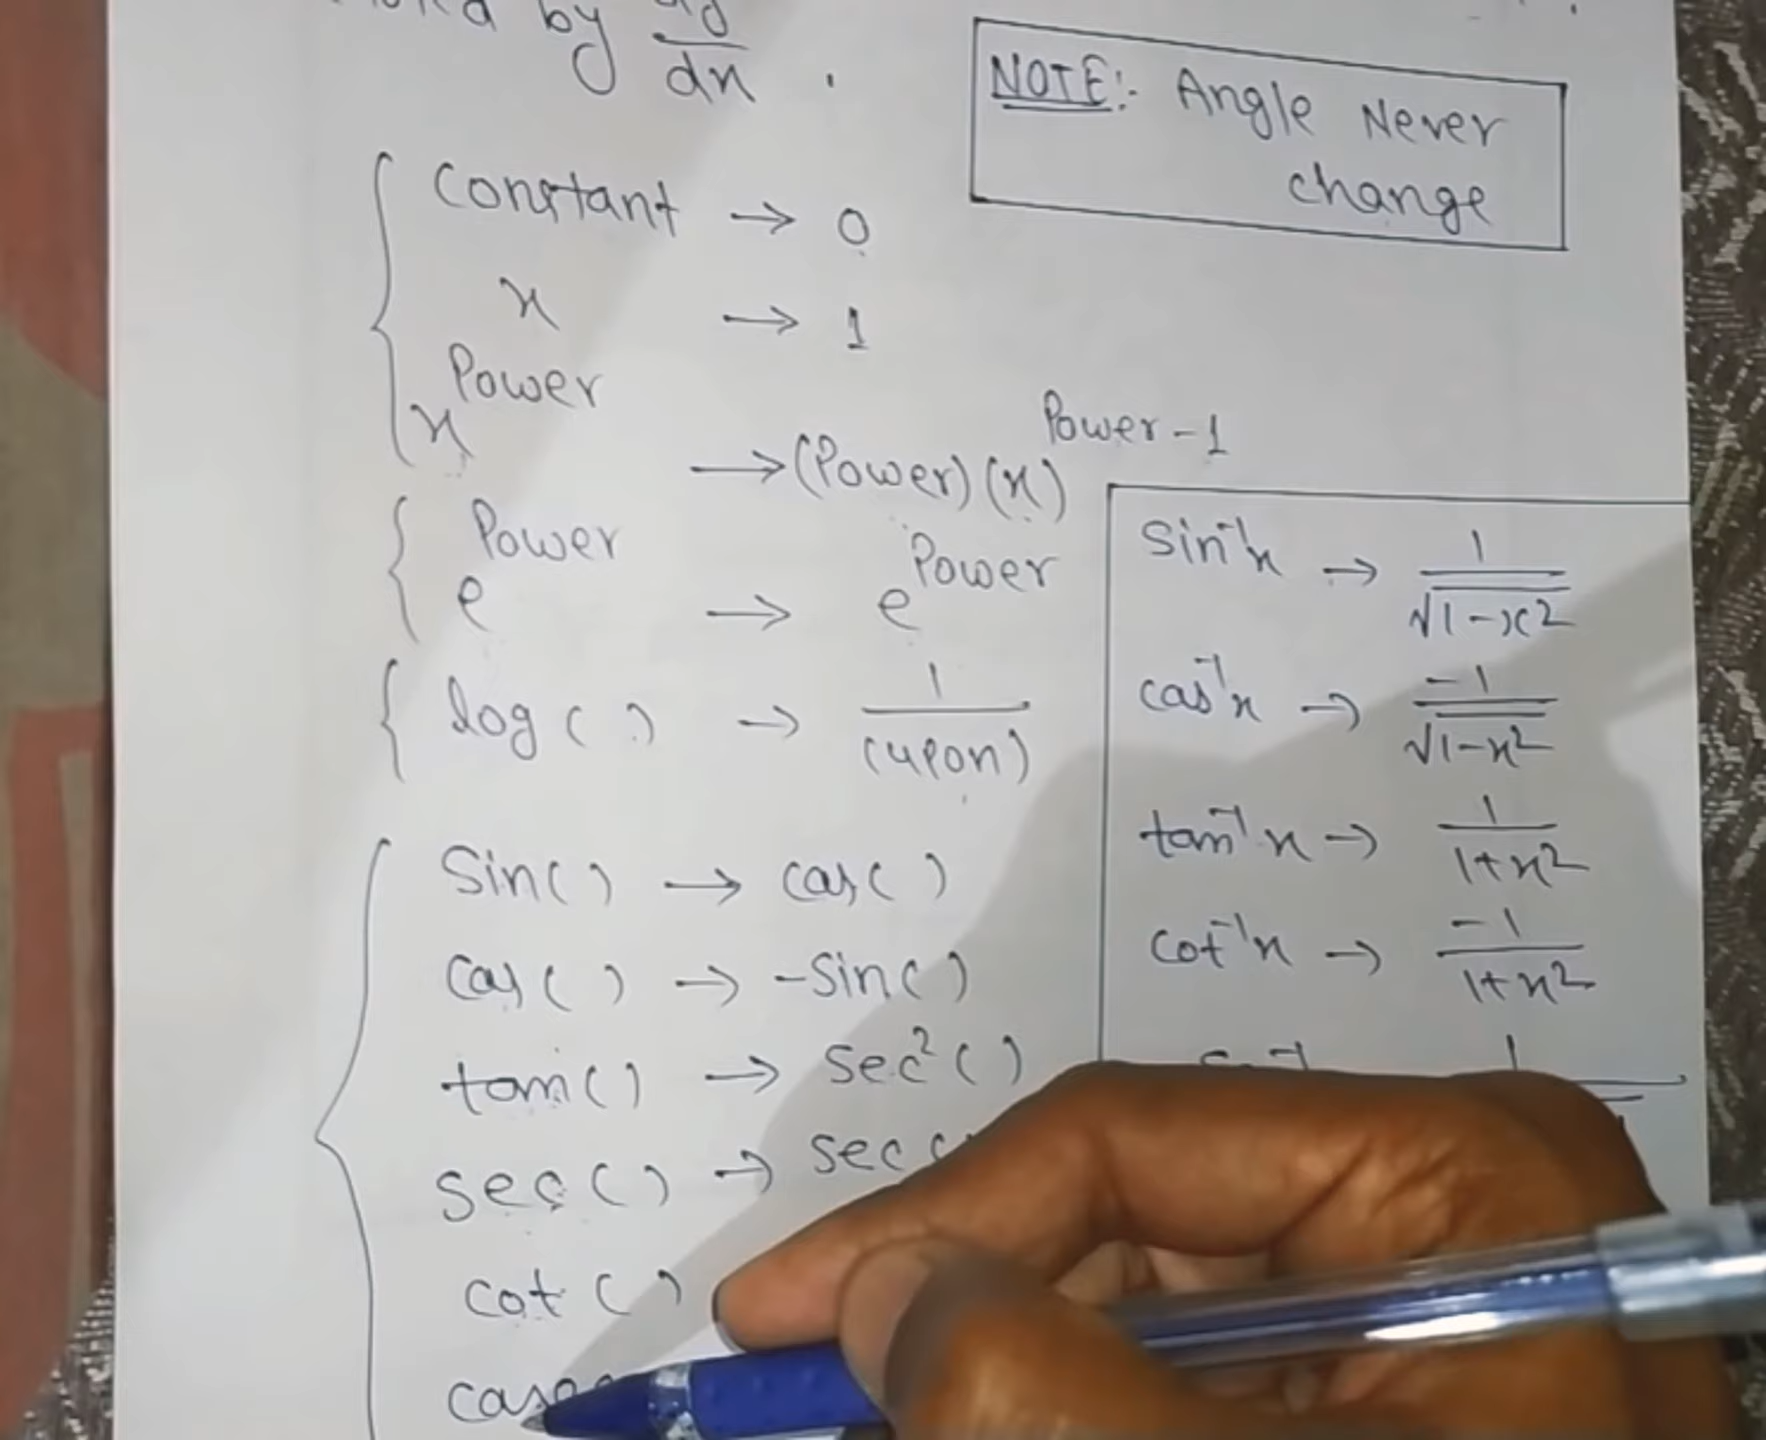 by dy/dx .
NOTE:- Angle Never
change
Constant → 0
x → 1
x^Power → (Power)(x)^Power-1
e^Power → e^Power
log( ) → 1/(upon)
Sin( ) → cos( )
Cos( ) → -Sin( )
tan( ) → Sec²( )
Sec( ) → Sec(
Cot( )
Sin⁻¹x → 1/√1-x²
cos⁻¹x → -1/√1-x²
tan⁻¹x → 1/1+x²
cot⁻¹x → -1/1+x²